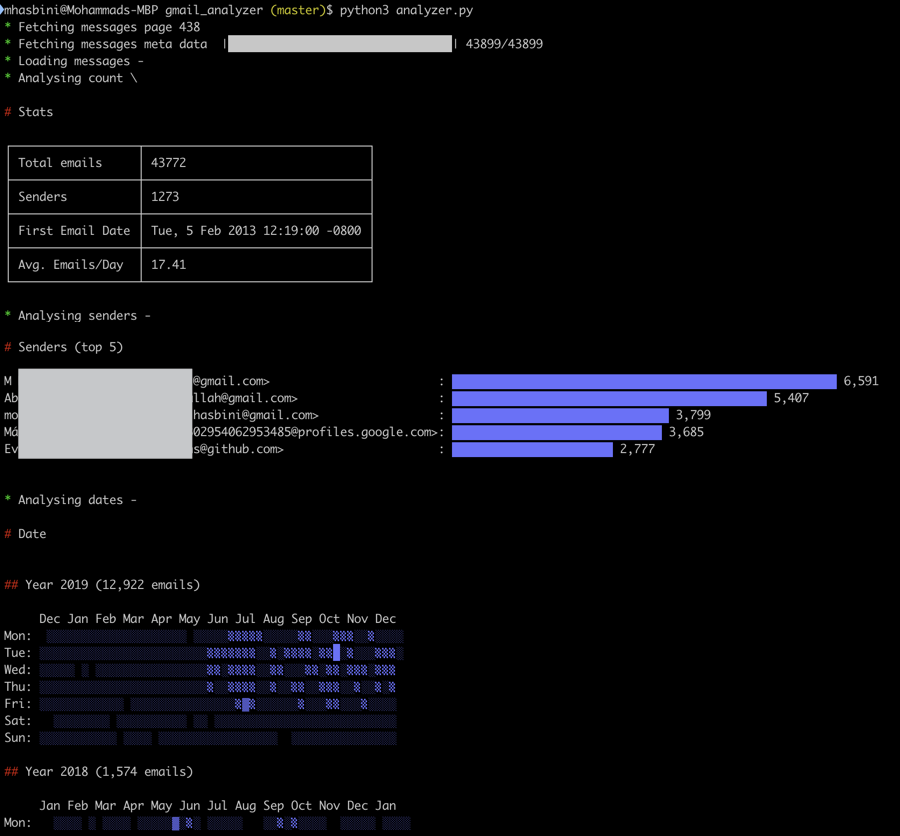 mhasbini@Mohammads-MBP gmail_analyzer (master)$ python3 analyzer.py
* Fetching messages page 438
* Fetching messages meta data | | 43899/43899
* Loading messages -
* Analysing count \
# Stats
Total emails 43772
Senders 1273
First Email Date Tue, 5 Feb 2013 12:19:00 -0800
Avg. Emails/Day 17.41
* Analysing senders -
# Senders (top 5)
M @gmail.com> : 6,591
Ab llah@gmail.com> : 5,407
mo hasbini@gmail.com> : 3,799
Má 02954062953485@profiles.google.com>: 3,685
Ev s@github.com> : 2,777
* Analysing dates -
# Date
## Year 2019 (12,922 emails)
Dec Jan Feb Mar Apr May Jun Jul Aug Sep Oct Nov Dec
Mon:
Tue:
Wed:
Thu:
Fri:
Sat:
Sun:
## Year 2018 (1,574 emails)
Jan Feb Mar Apr May Jun Jul Aug Sep Oct Nov Dec Jan
Mon: